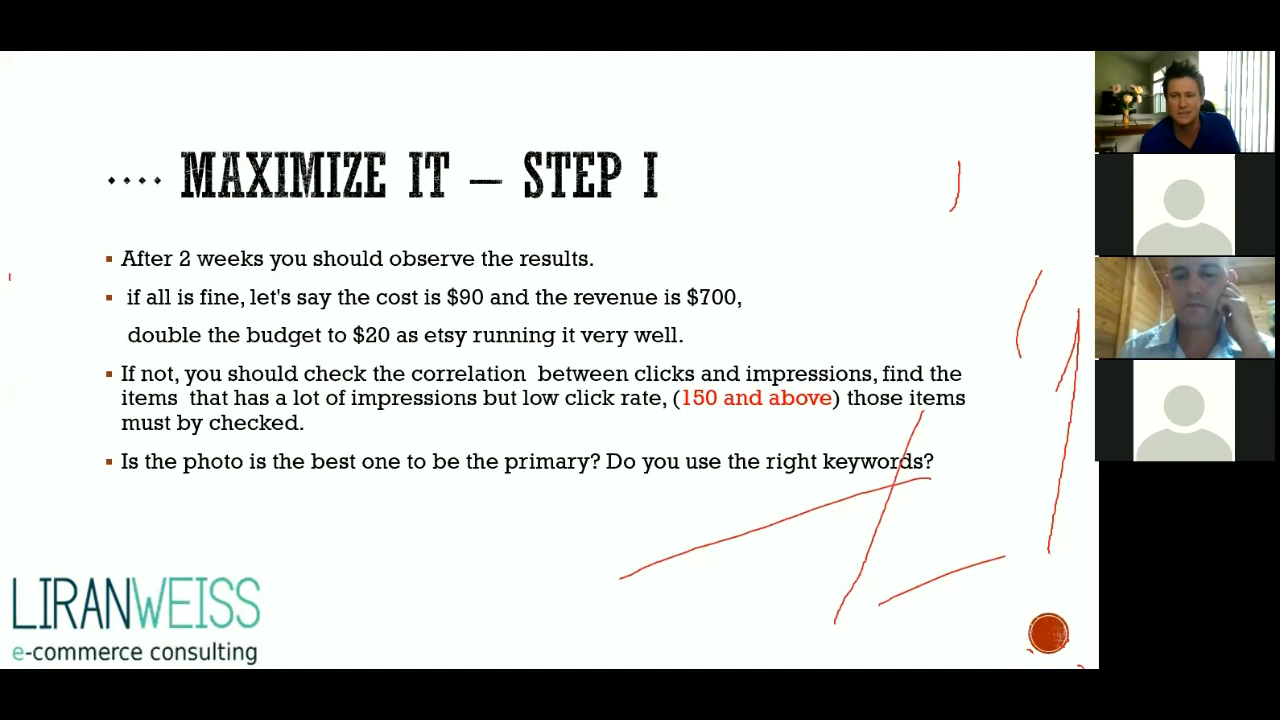 .... MAXIMIZE IT – STEP I
After 2 weeks you should observe the results.
if all is fine, let's say the cost is $90 and the revenue is $700,
double the budget to $20 as etsy running it very well.
If not, you should check the correlation between clicks and impressions, find the
items that has a lot of impressions but low click rate, (150 and above) those items
must by checked.
Is the photo is the best one to be the primary? Do you use the right keywords?
LIRANWEISS
e-commerce consulting